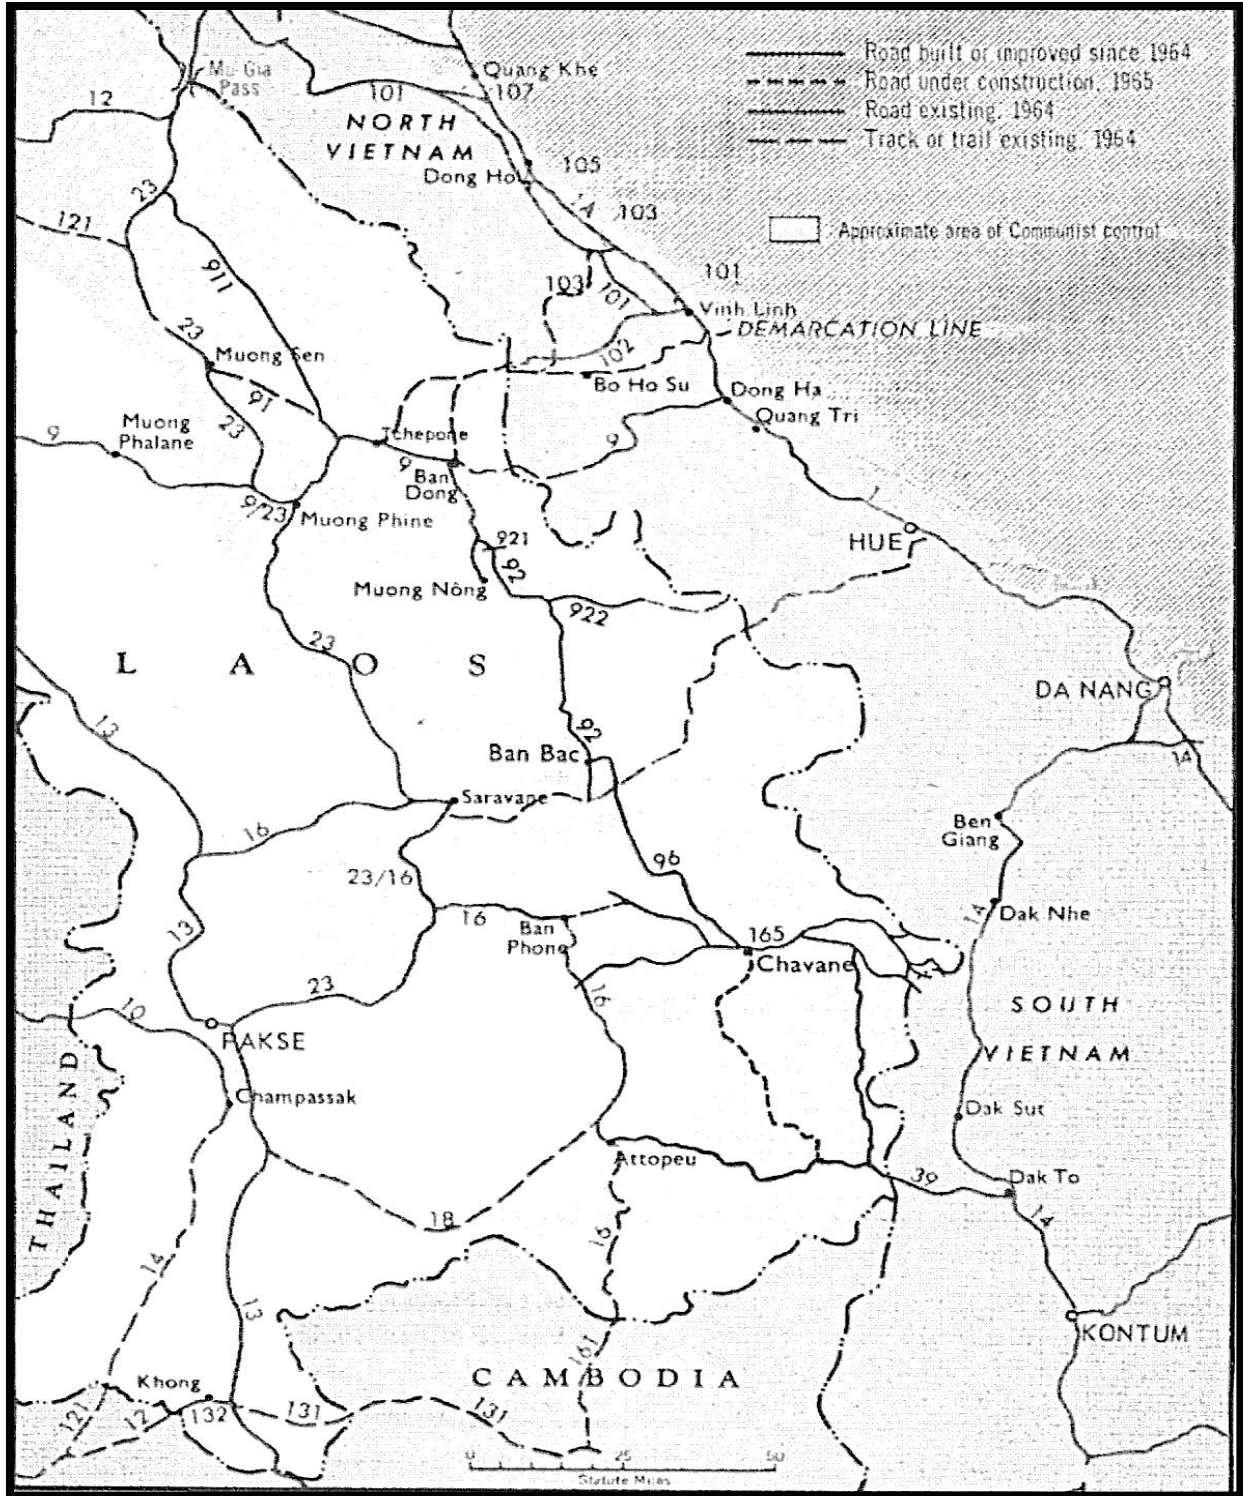 Mu Gia
Pass
Quang Khe
107
101
12
NORTH
VIETNAM
Road built or improved since 1964
Road under construction, 1965
Road existing, 1964
Track or trail existing, 1964
Approximate area of Communist control
105
Dong Hoi
1A
103
23
121
911
103
101
101
Vinh Linh
DEMARCATION LINE
23
Muong Sen
102
Bo Ho Su
Dong Ha
Quang Tri
91
Muong
Phalane
23
9
Tchepone
9
9
Ban
Dong
9/23
Muong Phine
1
HUE
921
92
Muong Nông
922
23
LAOS
DA NANG
13
92
Ban Bac
14
Saravane
16
Ben
Giang
96
23/16
16
Ban
Phone
165
Chavane
14
Dak Nhe
13
23
16
10
PAKSE
SOUTH
VIETNAM
THAILAND
Champassak
Dak Sut
Attopeu
39
Dak To
18
16
14
14
13
KONTUM
161
CAMBODIA
Khong
121
12
132
131
131
0
25
50
Statute Miles